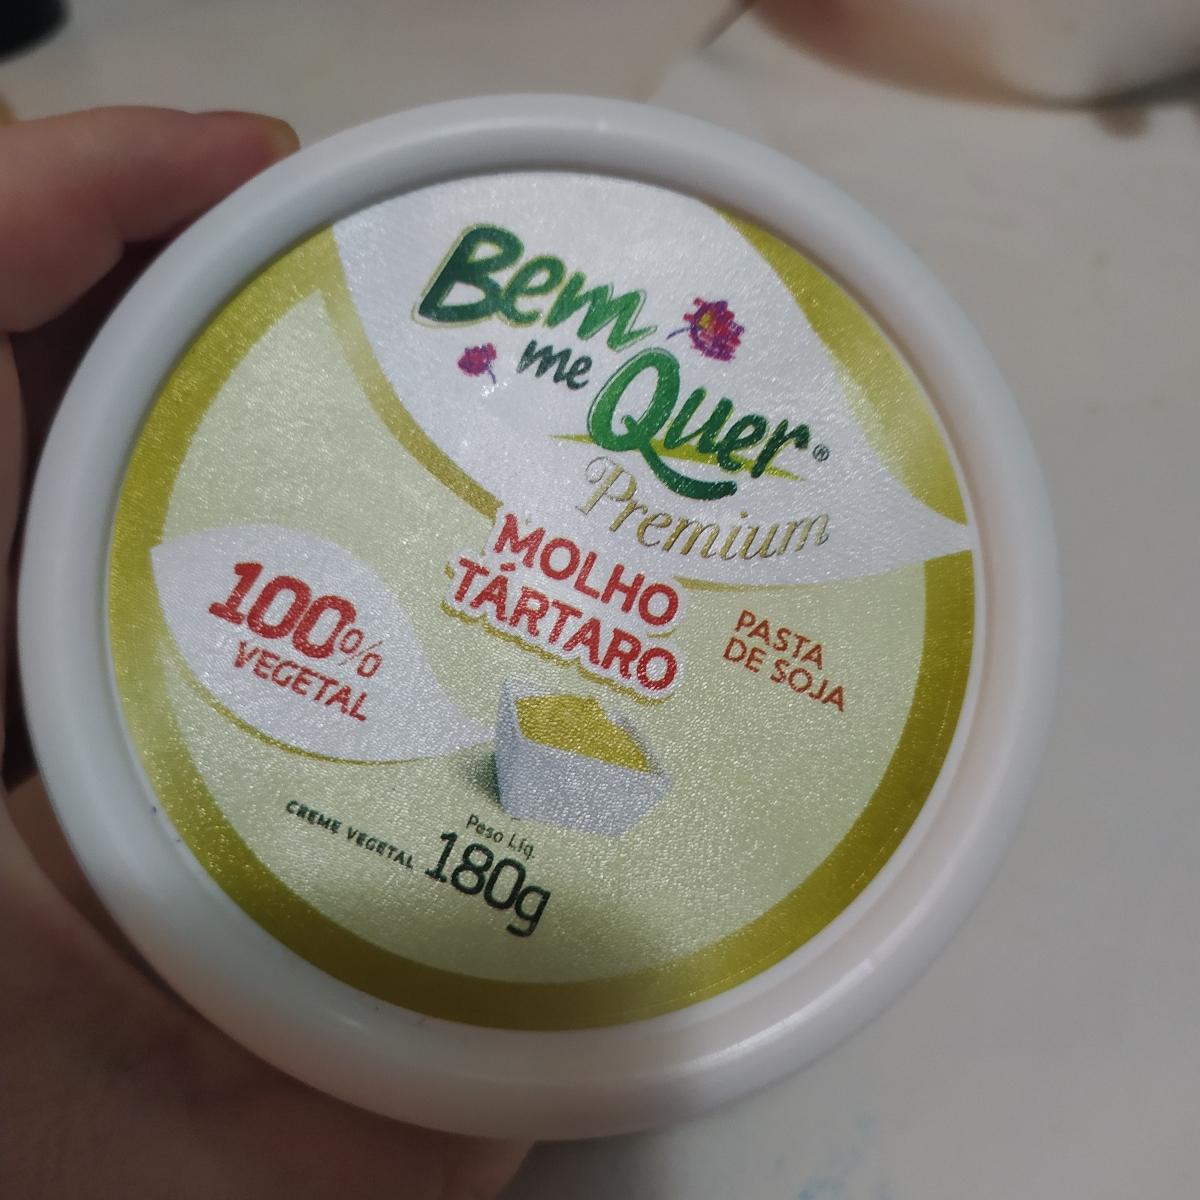 Bem
me
Quer®
Premium
MOLHO
TÁRTARO
PASTA
DE SOJA
100%
VEGETAL
CREME VEGETAL
Peso Líq.
180g